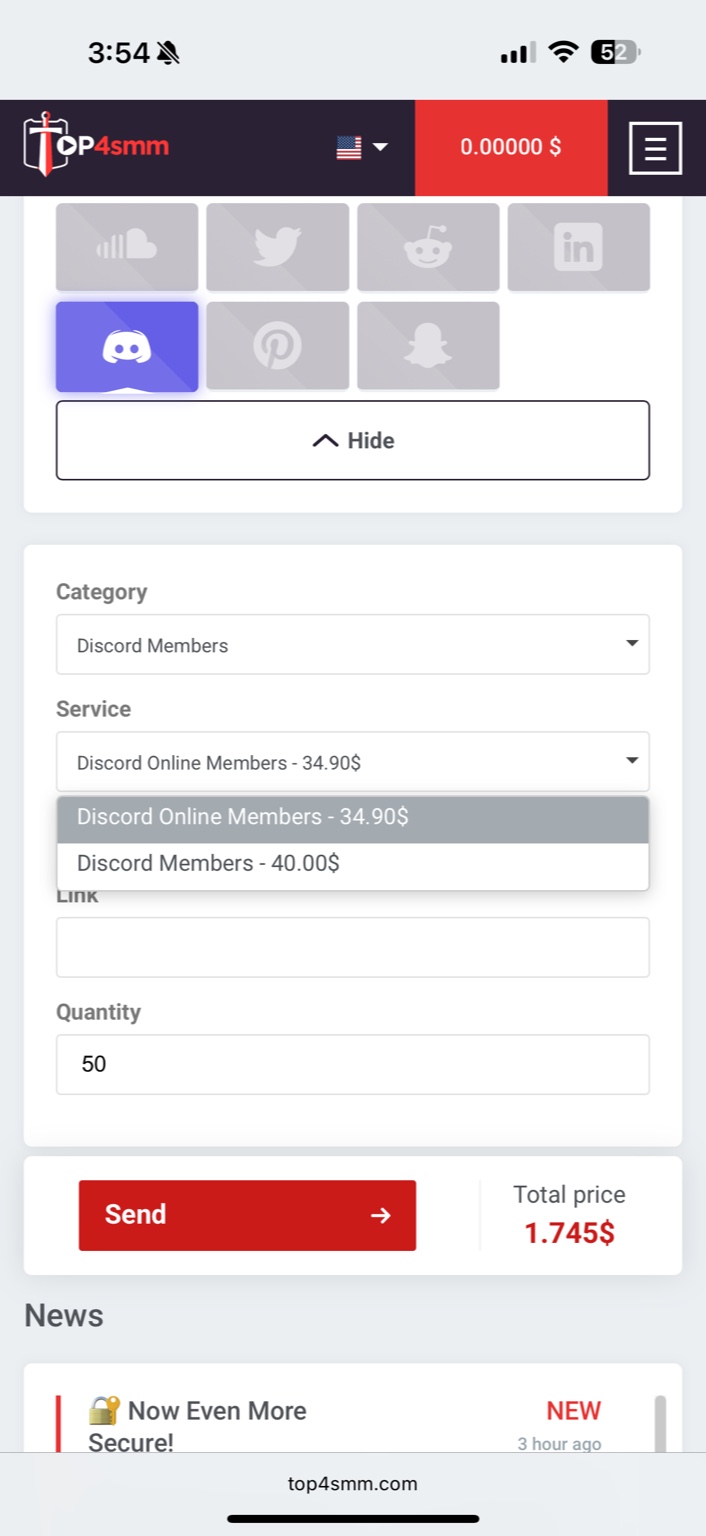 3:54
52
TOP4smm
0.00000 $
in
Hide
Category
Discord Members
Service
Discord Online Members - 34.90$
Discord Online Members - 34.90$
Discord Members - 40.00$
Link
Quantity
50
Send
Total price
1.745$
News
🔐 Now Even More
Secure!
NEW
3 hour ago
top4smm.com